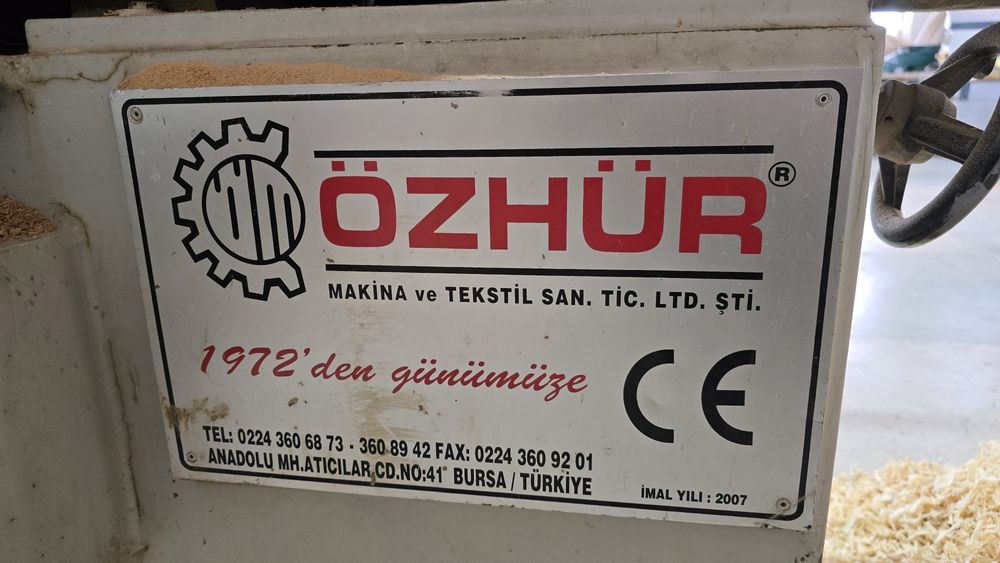 ÖZHÜR®
MAKİNA ve TEKSTİL SAN. TİC. LTD. ŞTİ.
1972'den günümüze
CE
TEL: 0224 360 68 73 - 360 89 42 FAX: 0224 360 92 01
ANADOLU MH.ATICILAR CD.NO:41 BURSA / TÜRKİYE
İMAL YILI : 2007